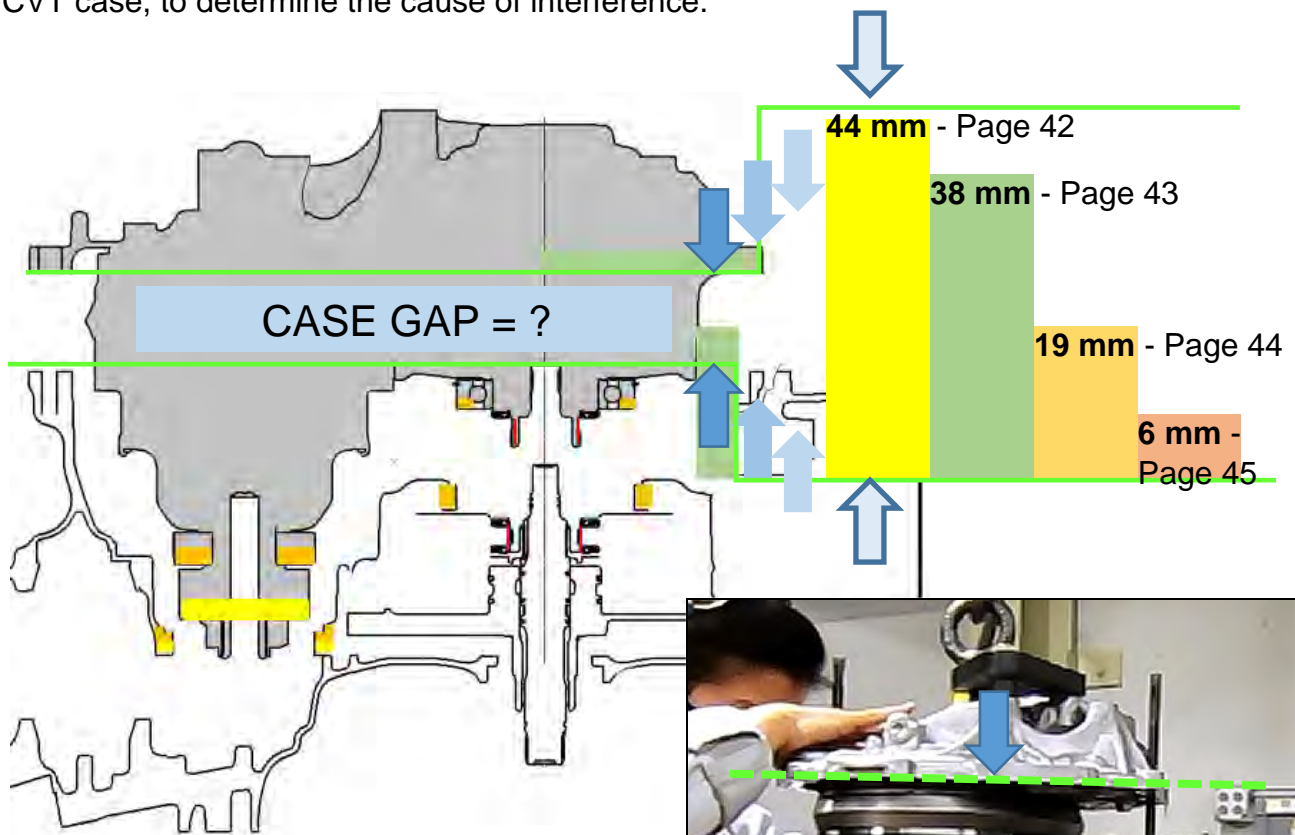 CVT case, to determine the cause of interference.
44 mm - Page 42
38 mm - Page 43
CASE GAP = ?
19 mm - Page 44
6 mm -
Page 45